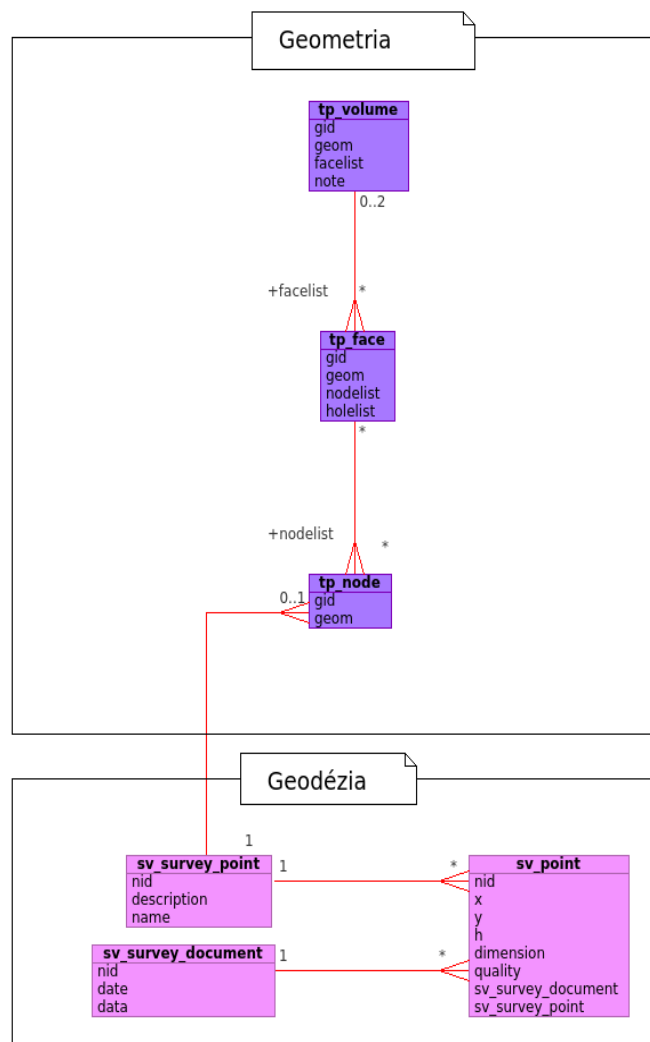 Geometria
tp_volume
gid
geom
facelist
note
0..2
+facelist
*
tp_face
gid
geom
nodelist
holelist
*
+nodelist
*
tp_node
0..1
gid
geom
Geodézia
1
sv_survey_point
nid
description
name
1
*
sv_point
nid
x
y
h
dimension
quality
sv_survey_document
sv_survey_point
sv_survey_document
nid
date
data
1
*